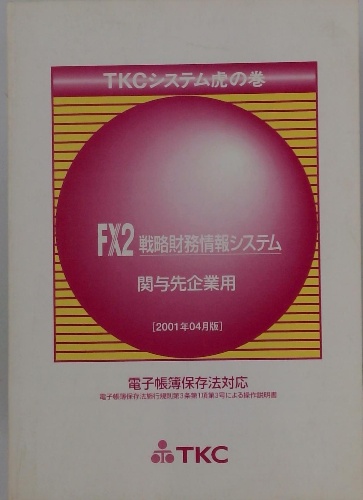 TKCシステム虎の巻
FX2 戦略財務情報システム
関与先企業用
[2001年04月版]
電子帳簿保存法対応
電子帳簿保存法施行規則第3条第1項第3号による操作説明書
TKC